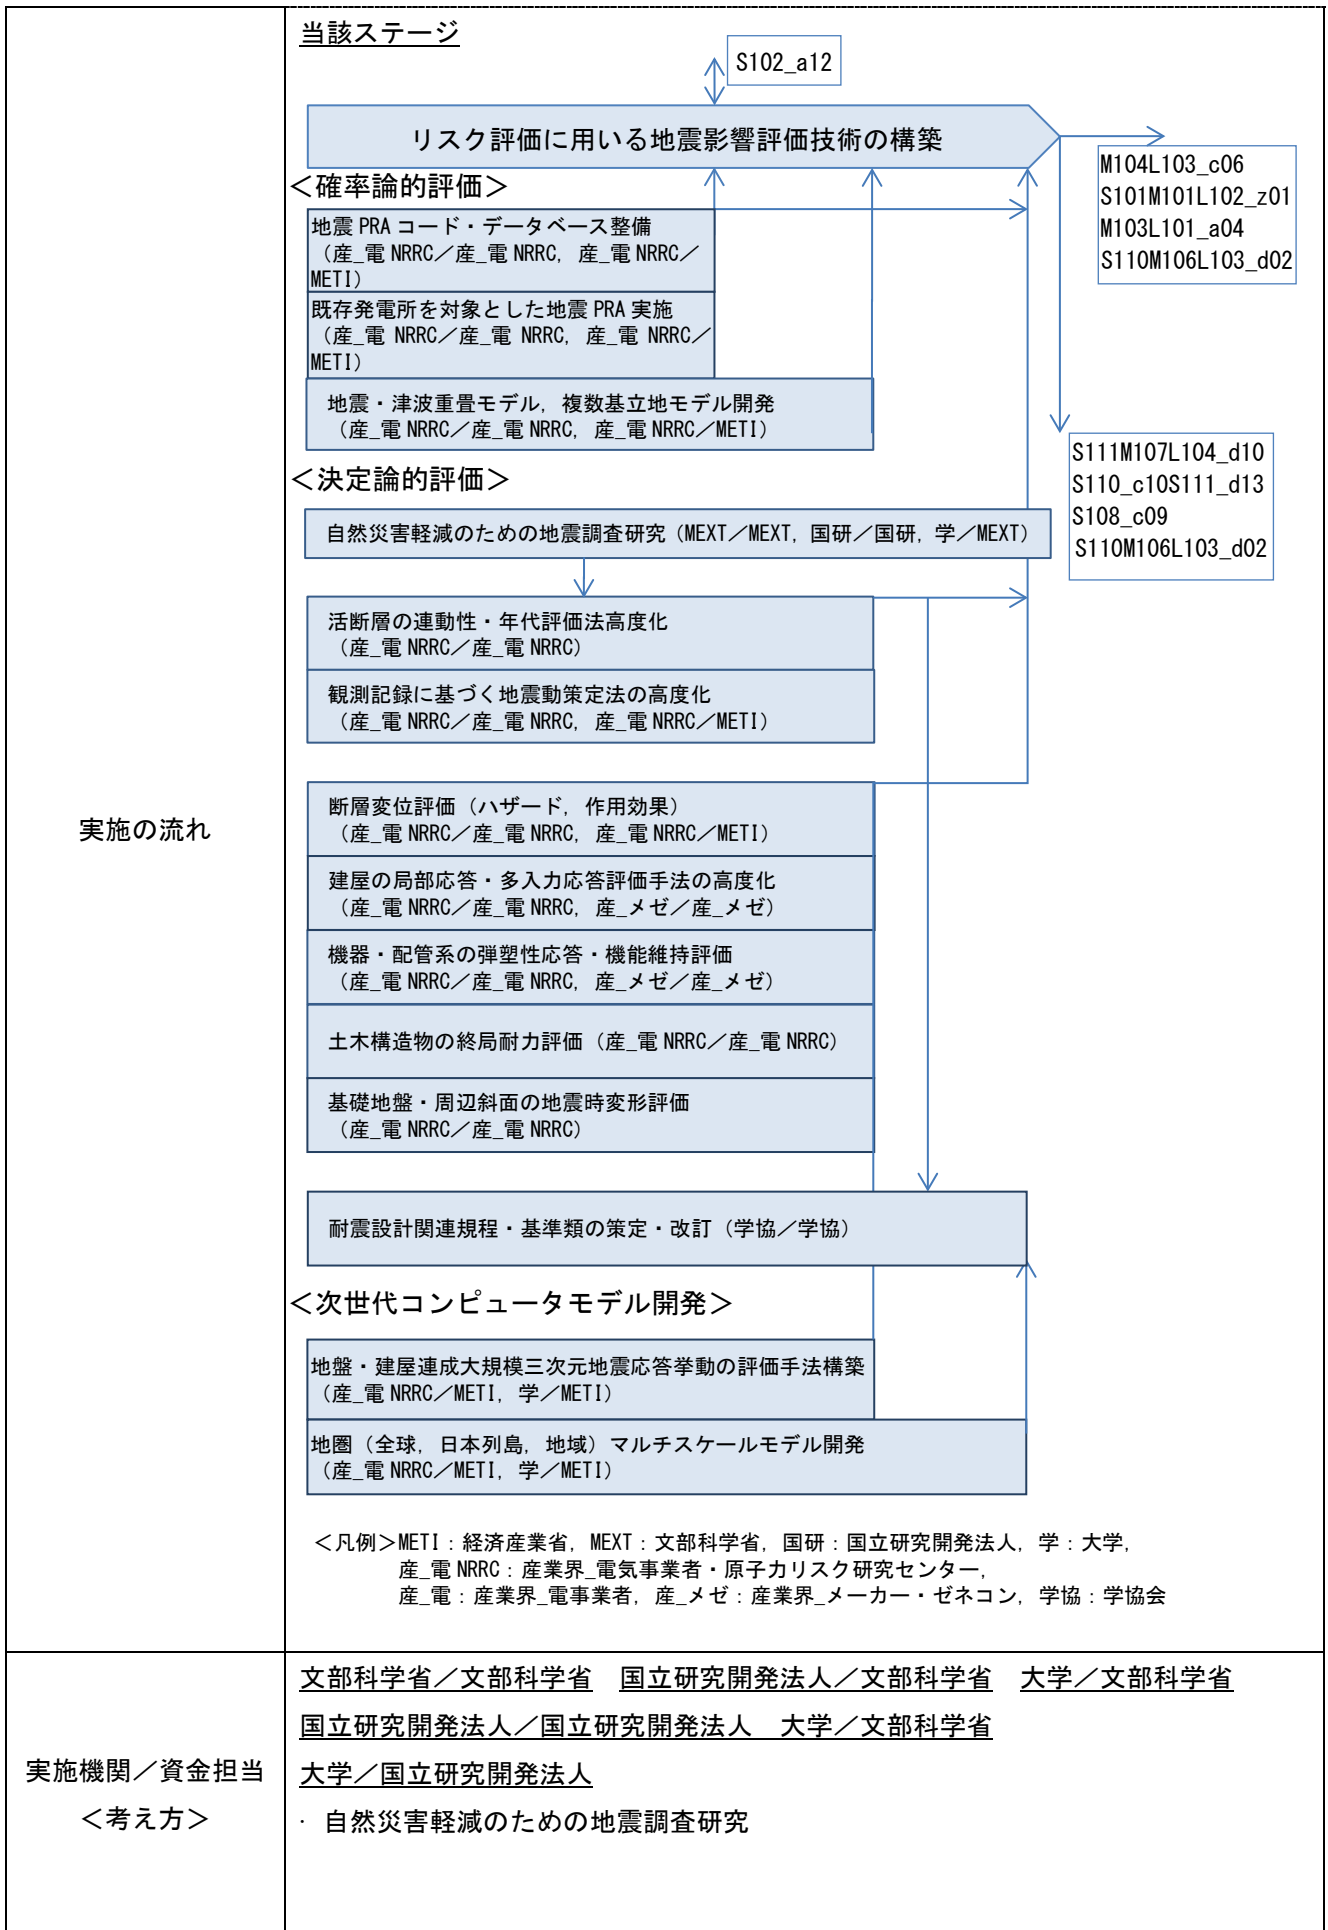 当該ステージ
S102_a12
リスク評価に用いる地震影響評価技術の構築
M104L103_c06
S101M101L102_z01
M103L101_a04
S110M106L103_d02
＜確率論的評価＞
地震 PRA コード・データベース整備
（産_電 NRRC／産_電 NRRC，産_電 NRRC／
METI）
既存発電所を対象とした地震 PRA 実施
（産_電 NRRC／産_電 NRRC，産_電 NRRC／
METI）
地震・津波重畳モデル，複数基立地モデル開発
（産_電 NRRC／産_電 NRRC，産_電 NRRC／METI）
S111M107L104_d10
S110_c10S111_d13
S108_c09
S110M106L103_d02
＜決定論的評価＞
自然災害軽減のための地震調査研究（MEXT／MEXT，国研／国研，学／MEXT）
活断層の連動性・年代評価法高度化
（産_電 NRRC／産_電 NRRC）
観測記録に基づく地震動策定法の高度化
（産_電 NRRC／産_電 NRRC，産_電 NRRC／METI）
実施の流れ
断層変位評価（ハザード，作用効果）
（産_電 NRRC／産_電 NRRC，産_電 NRRC／METI）
建屋の局部応答・多入力応答評価手法の高度化
（産_電 NRRC／産_電 NRRC，産_メゼ／産_メゼ）
機器・配管系の弾塑性応答・機能維持評価
（産_電 NRRC／産_電 NRRC，産_メゼ／産_メゼ）
土木構造物の終局耐力評価（産_電 NRRC／産_電 NRRC）
基礎地盤・周辺斜面の地震時変形評価
（産_電 NRRC／産_電 NRRC）
耐震設計関連規程・基準類の策定・改訂（学協／学協）
＜次世代コンピュータモデル開発＞
地盤・建屋連成大規模三次元地震応答挙動の評価手法構築
（産_電 NRRC／METI，学／METI）
地圏（全球，日本列島，地域）マルチスケールモデル開発
（産_電 NRRC／METI，学／METI）
＜凡例＞METI：経済産業省，MEXT：文部科学省，国研：国立研究開発法人，学：大学，
産_電 NRRC：産業界_電気事業者・原子力リスク研究センター，
産_電：産業界_電事業者，産_メゼ：産業界_メーカー・ゼネコン，学協：学協会
実施機関／資金担当
＜考え方＞
文部科学省／文部科学省　国立研究開発法人／文部科学省　大学／文部科学省
国立研究開発法人／国立研究開発法人　大学／文部科学省
大学／国立研究開発法人
· 自然災害軽減のための地震調査研究